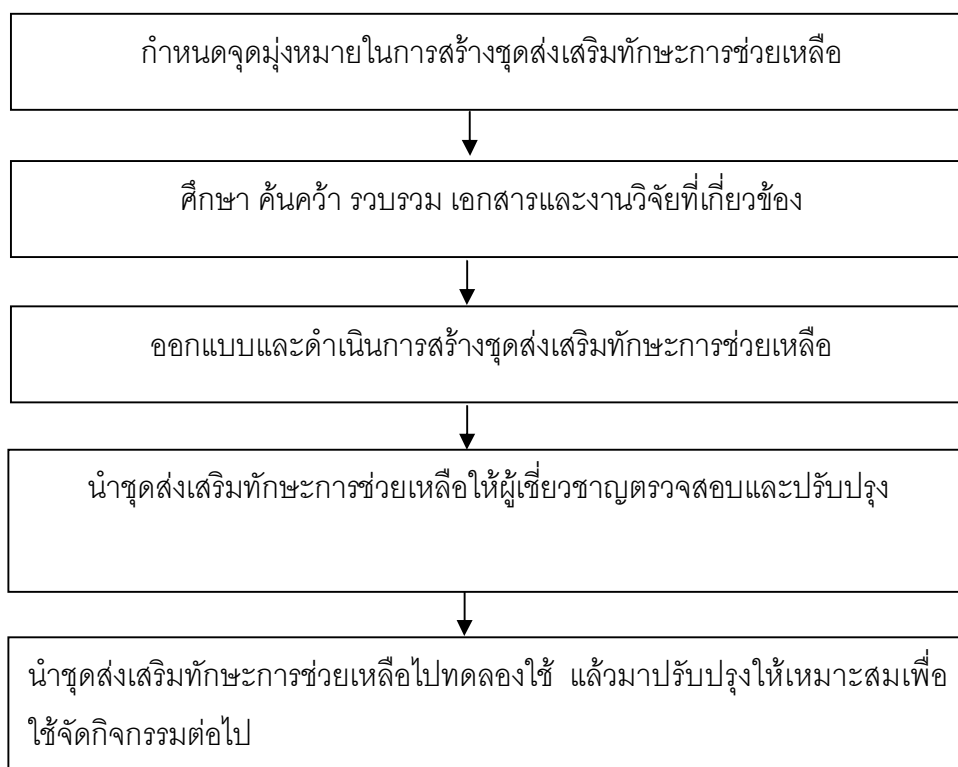 กำหนดจุดมุ่งหมายในการสร้างชุดส่งเสริมทักษะการช่วยเหลือ
ศึกษา ค้นคว้า รวบรวม เอกสารและงานวิจัยที่เกี่ยวข้อง
ออกแบบและดำเนินการสร้างชุดส่งเสริมทักษะการช่วยเหลือ
นำชุดส่งเสริมทักษะการช่วยเหลือให้ผู้เชี่ยวชาญตรวจสอบและปรับปรุง
นำชุดส่งเสริมทักษะการช่วยเหลือไปทดลองใช้ แล้วมาปรับปรุงให้เหมาะสมเพื่อ
ใช้จัดกิจกรรมต่อไป